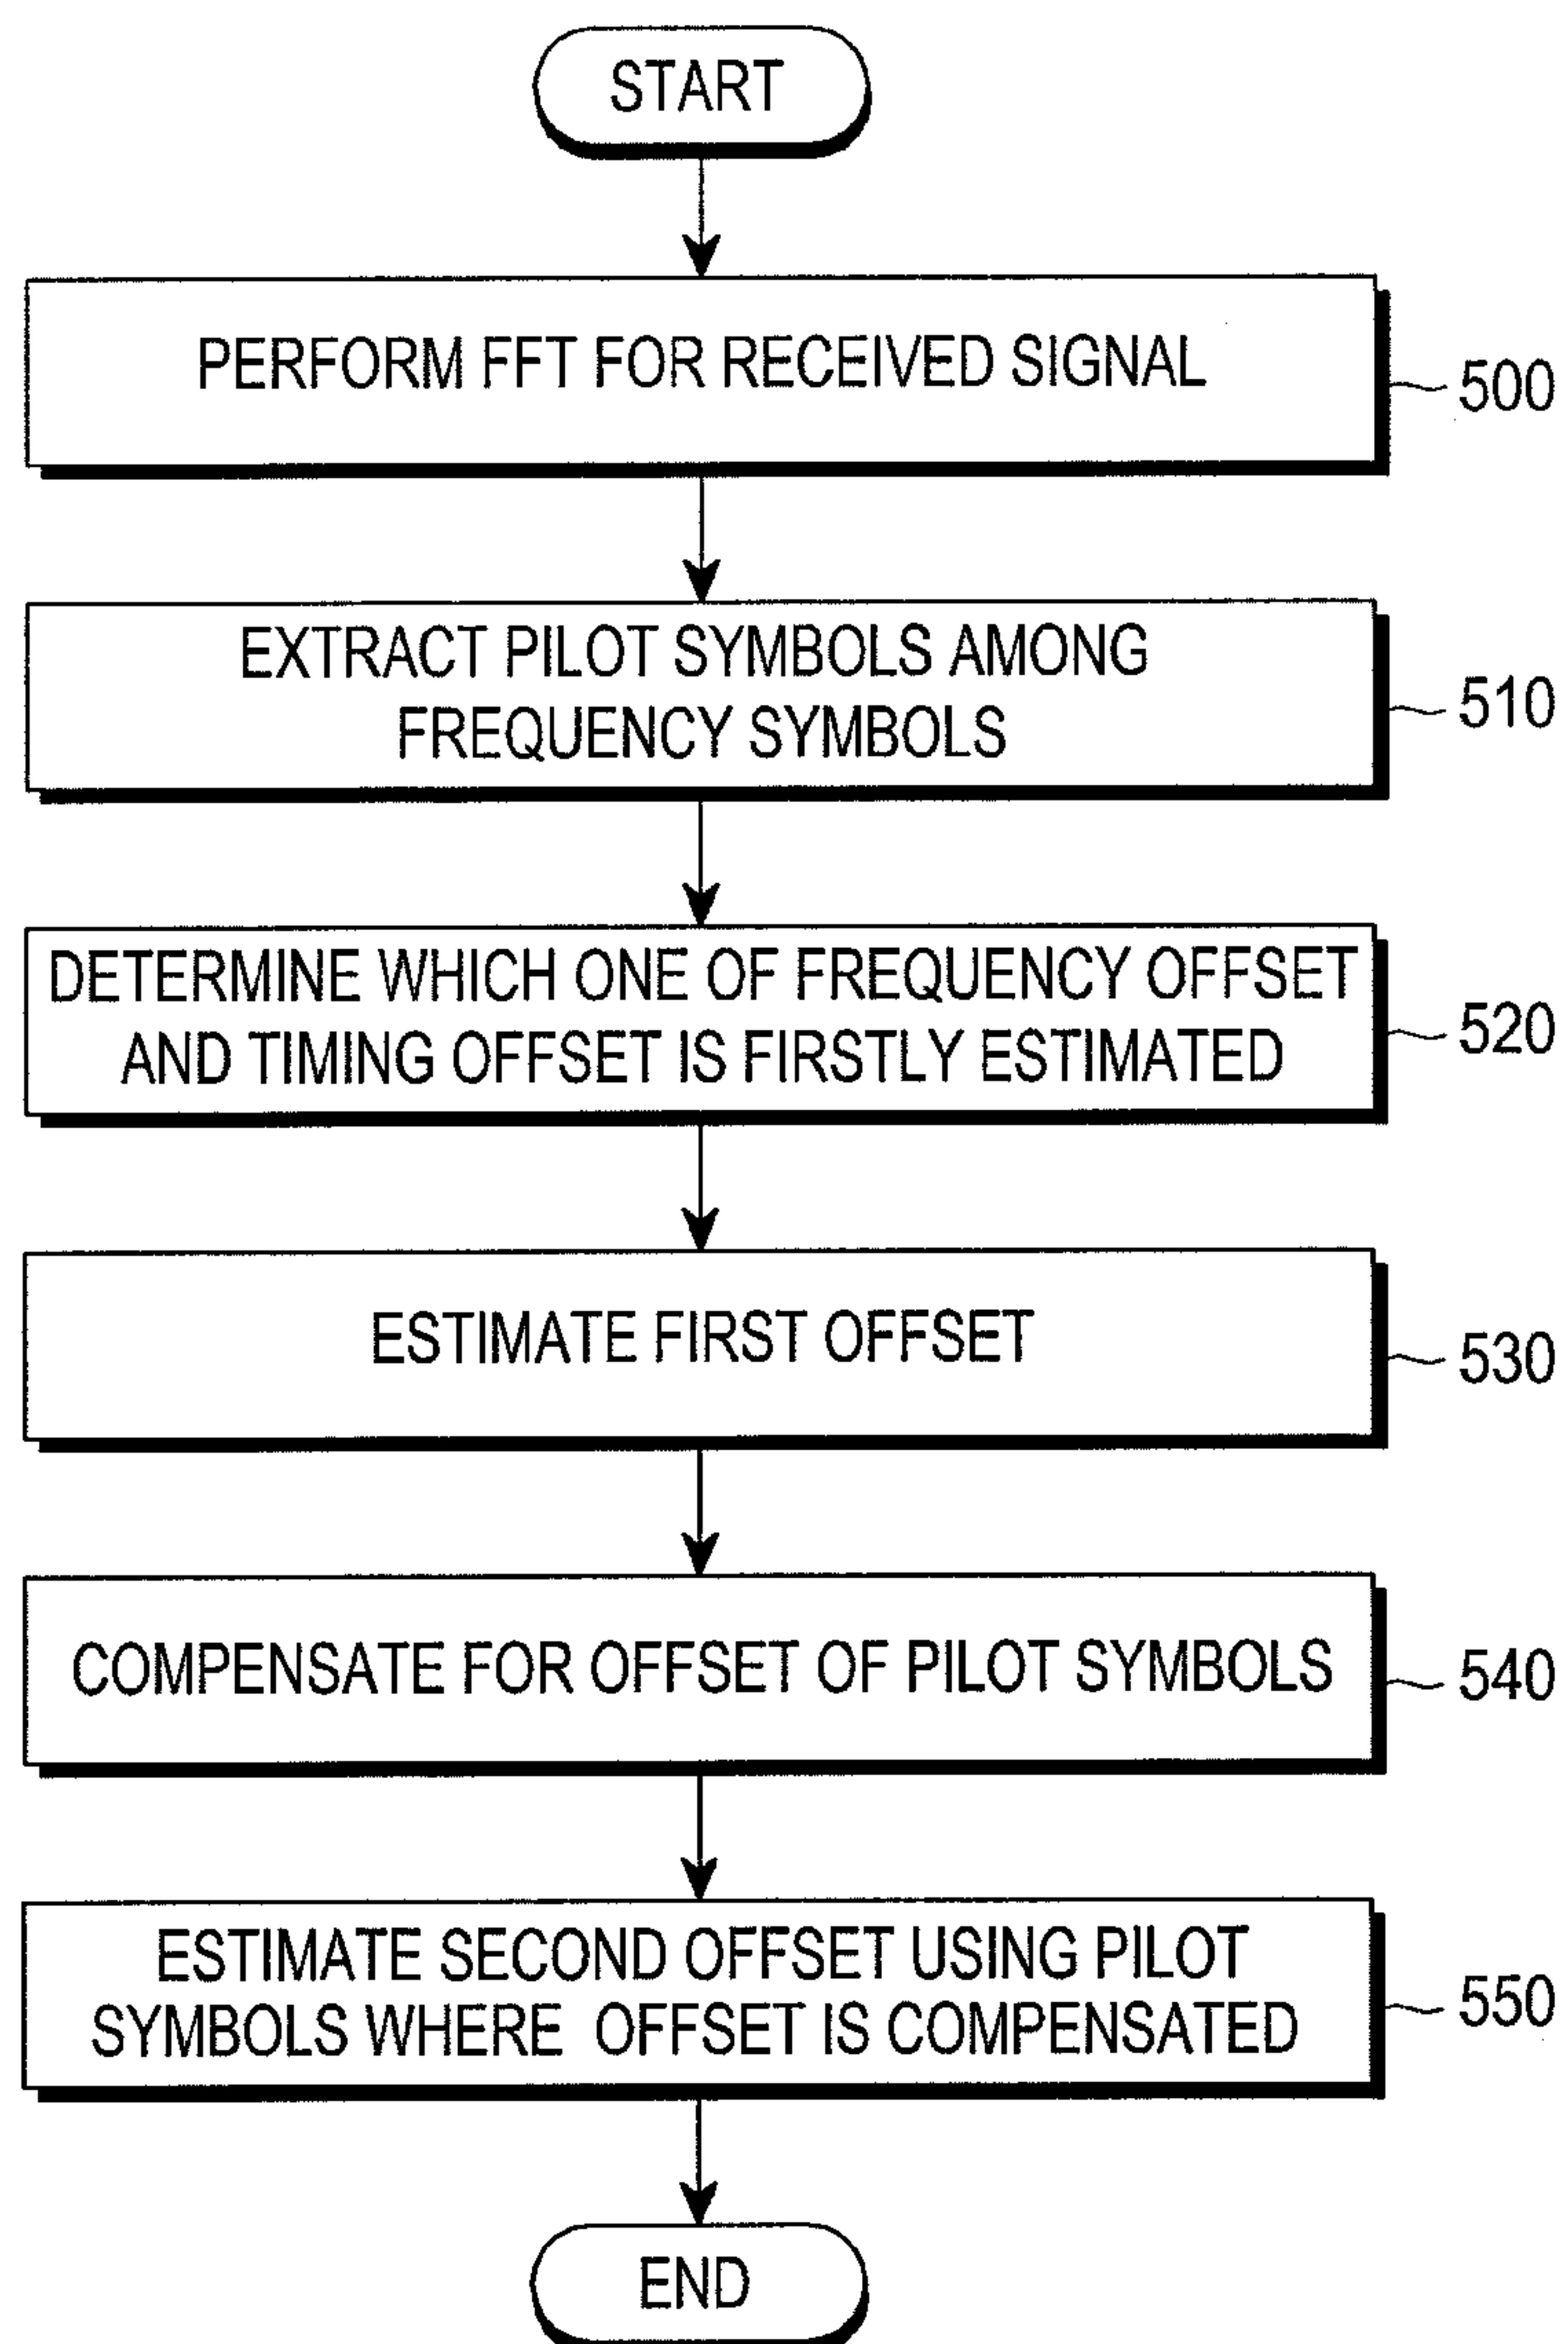 START
PERFORM FFT FOR RECEIVED SIGNAL
500
EXTRACT PILOT SYMBOLS AMONG
FREQUENCY SYMBOLS
510
DETERMINE WHICH ONE OF FREQUENCY OFFSET
AND TIMING OFFSET IS FIRSTLY ESTIMATED
520
ESTIMATE FIRST OFFSET
530
COMPENSATE FOR OFFSET OF PILOT SYMBOLS
540
ESTIMATE SECOND OFFSET USING PILOT
SYMBOLS WHERE OFFSET IS COMPENSATED
550
END